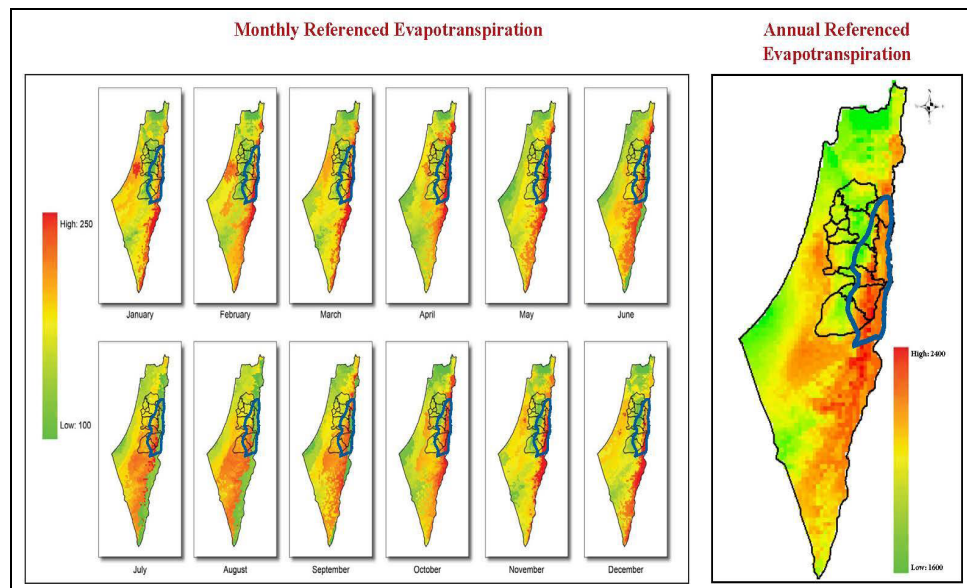 Monthly Referenced Evapotranspiration
Annual Referenced
Evapotranspiration
High: 250
Low: 100
January
February
March
April
May
June
July
August
September
October
November
December
High: 2400
Low: 1600